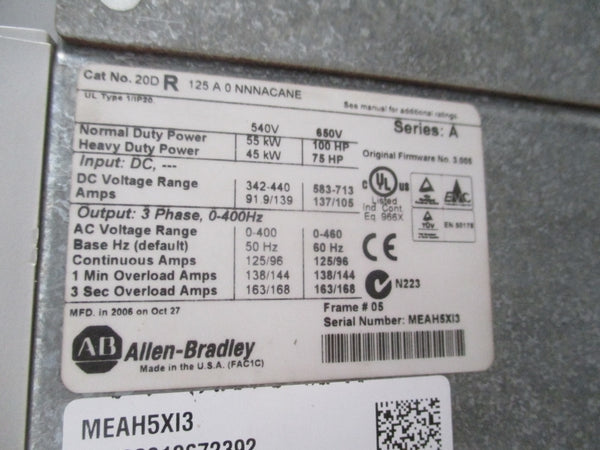 Cat No. 20D R 125 A 0 NNNACANE
UL Type 1/IP20
See manual for additional ratings
Series: A
540V 650V
Normal Duty Power 55 kW 100 HP
Heavy Duty Power 45 kW 75 HP
Original Firmware No. 3.006
Input: DC, ---
DC Voltage Range 342-440 583-713
Amps 91.9/139 137/105
Output: 3 Phase, 0-400Hz
AC Voltage Range 0-400 0-460
Base Hz (default) 50 Hz 60 Hz
Continuous Amps 125/96 125/96
1 Min Overload Amps 138/144 138/144
3 Sec Overload Amps 163/168 163/168
C UL US
Listed
Ind. Cont.
Eq. 966X
TÜV
EMC
EN 50178
CE
N223
MFD. in 2006 on Oct 27
Frame # 05
Serial Number: MEAH5XI3
AB Allen-Bradley
Made in the U.S.A. (FAC1C)
MEAH5XI3